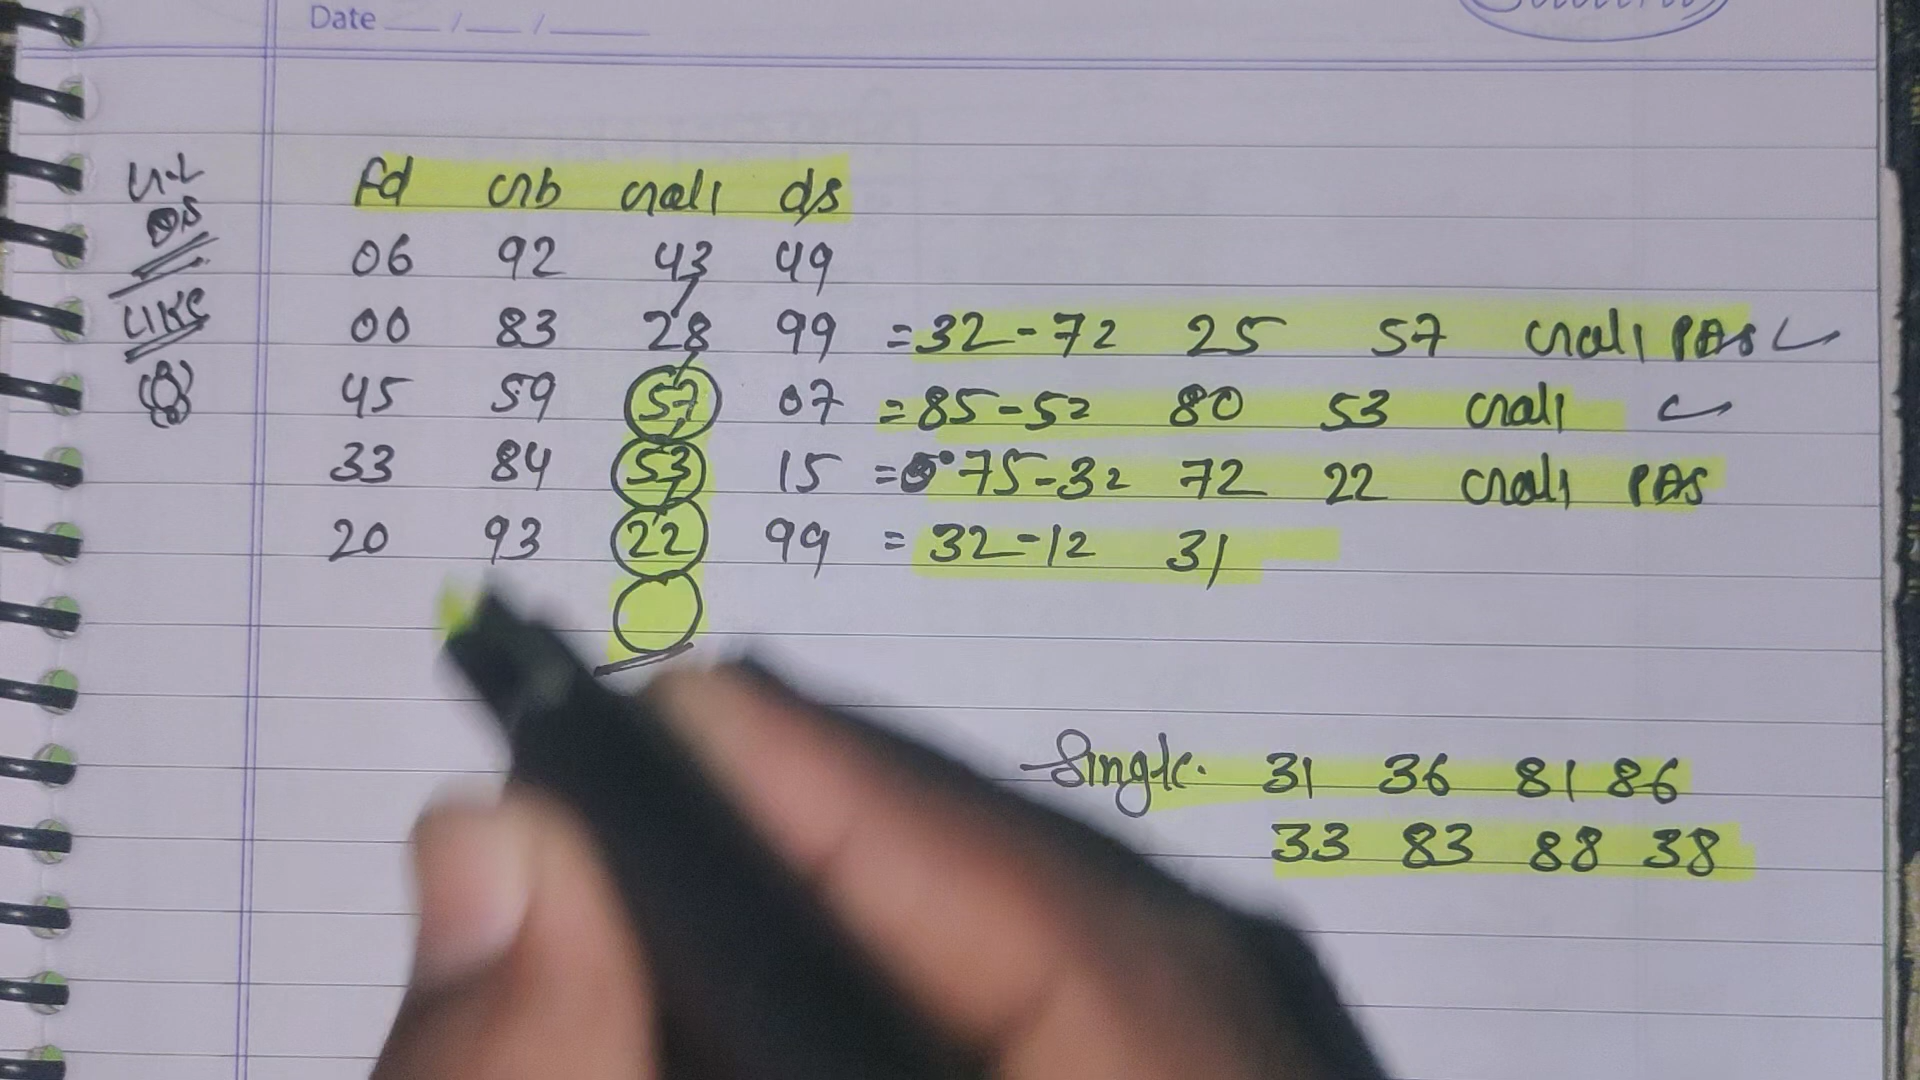 Date
fd grb gali ds
06 92 43 49
00 83 28 99 =32-72 25 57 gali PAS
45 59 57 07 =85-52 80 53 gali
33 84 53 15 = 75-32 72 22 gali PAS
20 93 22 99 = 32-12 31
LIKE
Single. 31 36 81 86
33 83 88 38